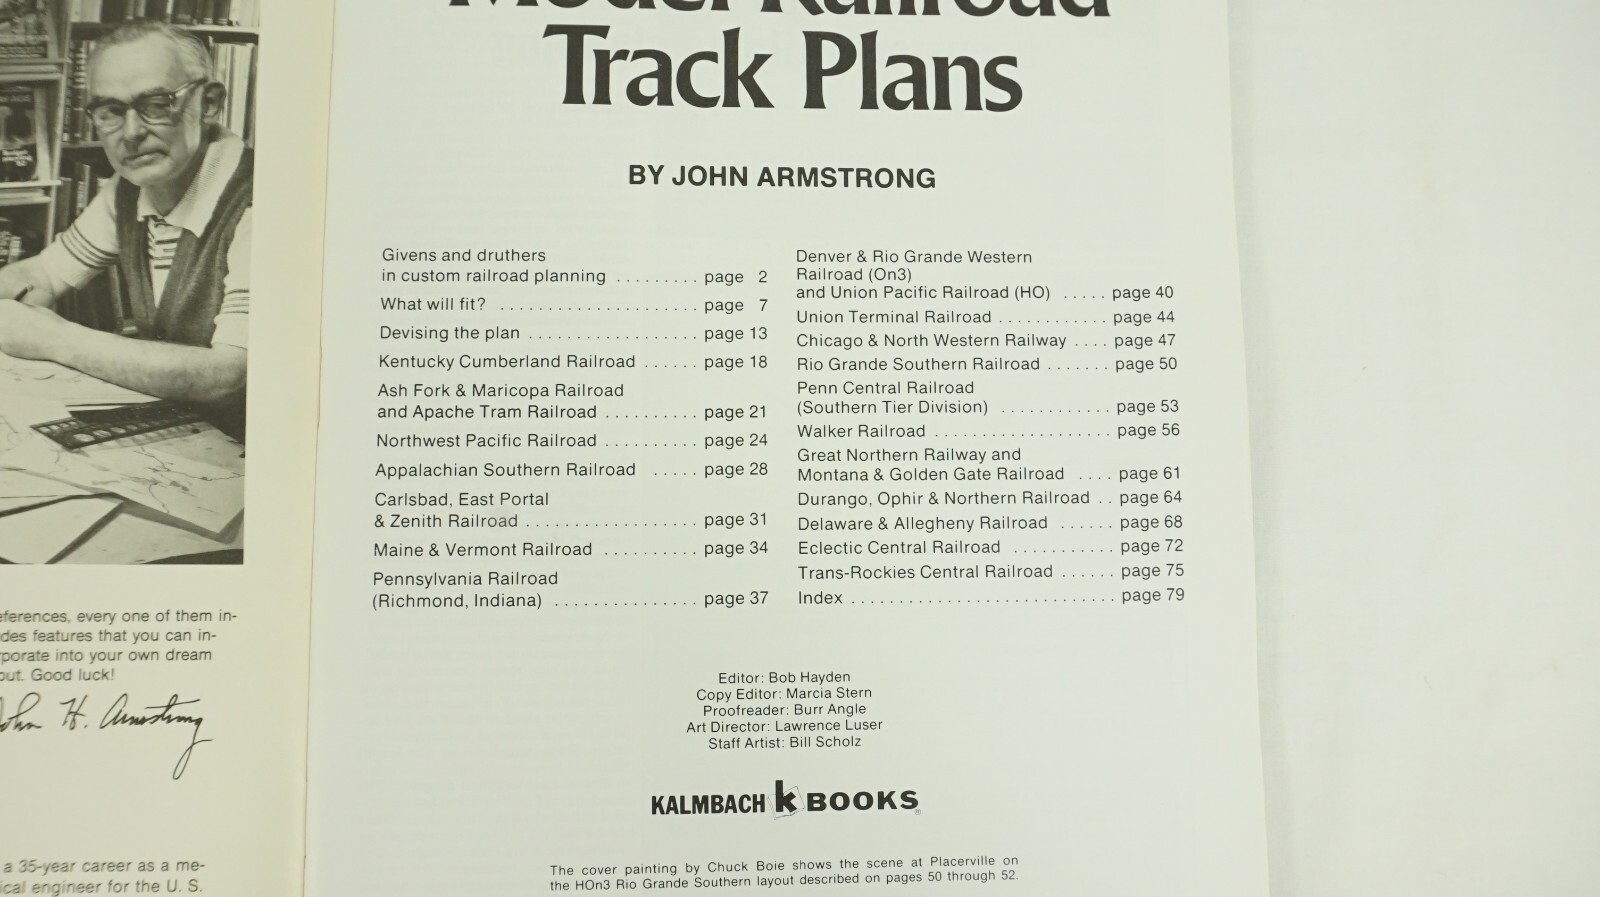 Model Railroad
Track Plans
BY JOHN ARMSTRONG
Givens and druthers
in custom railroad planning ......... page 2
What will fit? ..................... page 7
Devising the plan .................. page 13
Kentucky Cumberland Railroad ...... page 18
Ash Fork & Maricopa Railroad
and Apache Tram Railroad .......... page 21
Northwest Pacific Railroad .......... page 24
Appalachian Southern Railroad ..... page 28
Carlsbad, East Portal
& Zenith Railroad .................. page 31
Maine & Vermont Railroad .......... page 34
Pennsylvania Railroad
(Richmond, Indiana) ............... page 37
Denver & Rio Grande Western
Railroad (On3)
and Union Pacific Railroad (HO) ..... page 40
Union Terminal Railroad ............ page 44
Chicago & North Western Railway .... page 47
Rio Grande Southern Railroad ....... page 50
Penn Central Railroad
(Southern Tier Division) ............ page 53
Walker Railroad ................... page 56
Great Northern Railway and
Montana & Golden Gate Railroad .... page 61
Durango, Ophir & Northern Railroad .. page 64
Delaware & Allegheny Railroad ...... page 68
Eclectic Central Railroad ........... page 72
Trans-Rockies Central Railroad ...... page 75
Index ............................ page 79
Editor: Bob Hayden
Copy Editor: Marcia Stern
Proofreader: Burr Angle
Art Director: Lawrence Luser
Staff Artist: Bill Scholz
KALMBACH k BOOKS
The cover painting by Chuck Boie shows the scene at Placerville on
the HOn3 Rio Grande Southern layout described on pages 50 through 52.
eferences, every one of them in-
des features that you can in-
porate into your own dream
out. Good luck!
John H. Armstrong
a 35-year career as a me-
ical engineer for the U. S.